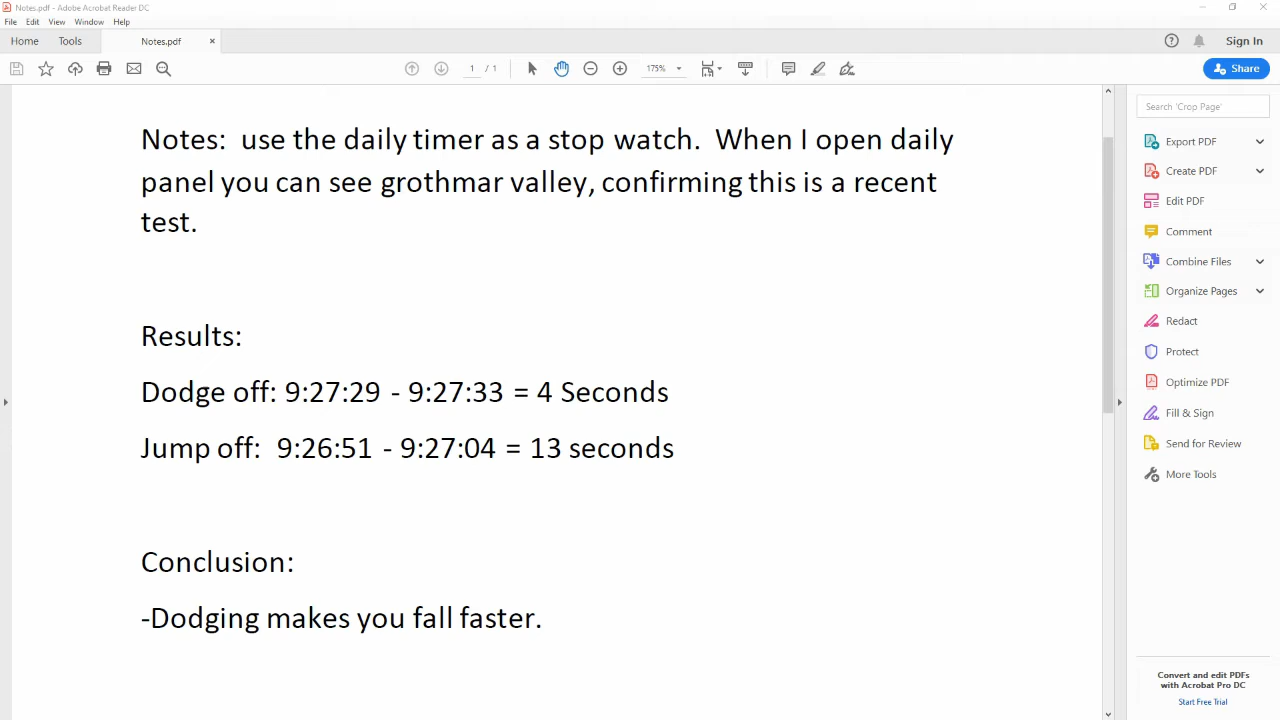 Notes.pdf - Adobe Acrobat Reader DC
File Edit View Window Help
Home Tools Notes.pdf × Sign In
1 / 1 175% Share
Notes: use the daily timer as a stop watch. When I open daily
panel you can see grothmar valley, confirming this is a recent
test.
Results:
Dodge off: 9:27:29 - 9:27:33 = 4 Seconds
Jump off: 9:26:51 - 9:27:04 = 13 seconds
Conclusion:
-Dodging makes you fall faster.
Search 'Crop Page'
Export PDF
Create PDF
Edit PDF
Comment
Combine Files
Organize Pages
Redact
Protect
Optimize PDF
Fill & Sign
Send for Review
More Tools
Convert and edit PDFs
with Acrobat Pro DC
Start Free Trial